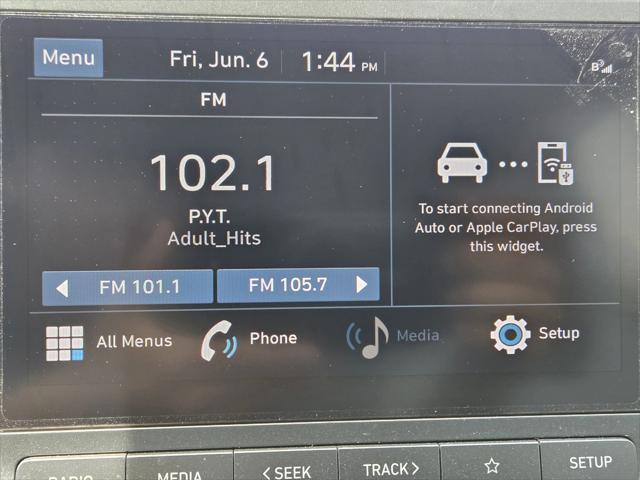 Menu
Fri, Jun. 6
1:44 PM
B
FM
102.1
P.Y.T.
Adult_Hits
FM 101.1
FM 105.7
To start connecting Android
Auto or Apple CarPlay, press
this widget.
All Menus
Phone
Media
Setup
RADIO
MEDIA
<SEEK
TRACK>
☆
SETUP